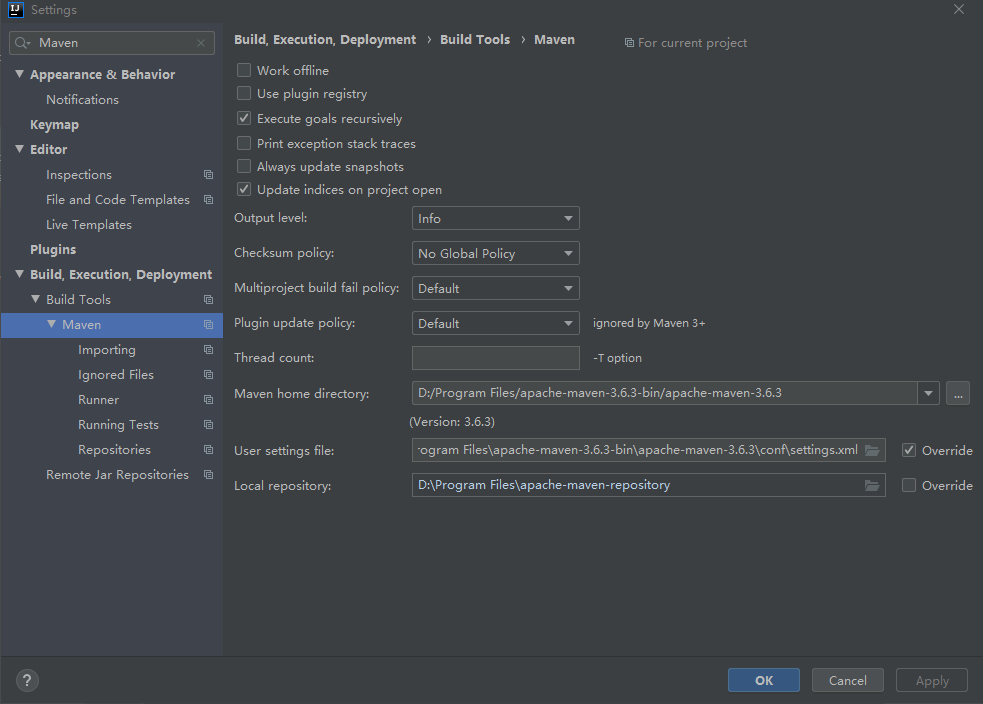 IJ Settings
Maven
Appearance & Behavior
Notifications
Keymap
Editor
Inspections
File and Code Templates
Live Templates
Plugins
Build, Execution, Deployment
Build Tools
Maven
Importing
Ignored Files
Runner
Running Tests
Repositories
Remote Jar Repositories
Build, Execution, Deployment › Build Tools › Maven For current project
Work offline
Use plugin registry
Execute goals recursively
Print exception stack traces
Always update snapshots
Update indices on project open
Output level: Info
Checksum policy: No Global Policy
Multiproject build fail policy: Default
Plugin update policy: Default ignored by Maven 3+
Thread count: -T option
Maven home directory: D:/Program Files/apache-maven-3.6.3-bin/apache-maven-3.6.3 ...
(Version: 3.6.3)
User settings file: ogram Files\apache-maven-3.6.3-bin\apache-maven-3.6.3\conf\settings.xml Override
Local repository: D:\Program Files\apache-maven-repository Override
? OK Cancel Apply